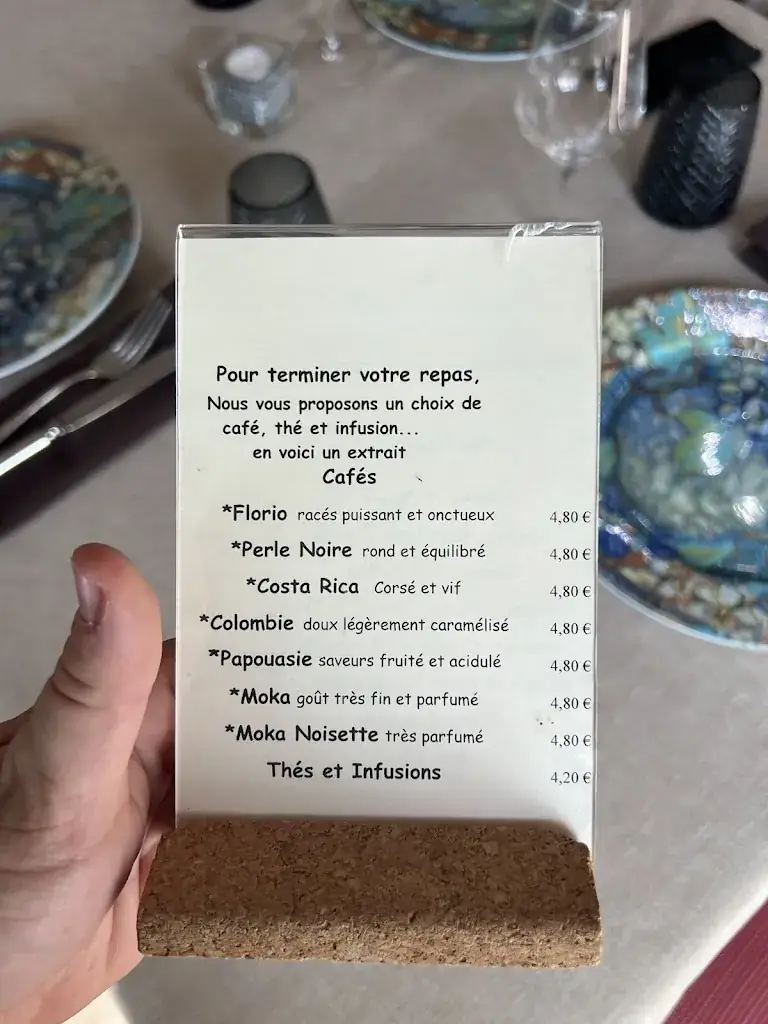 Pour terminer votre repas,
Nous vous proposons un choix de
café, thé et infusion...
en voici un extrait
Cafés
*Florio racés puissant et onctueux 4,80 €
*Perle Noire rond et équilibré 4,80 €
*Costa Rica Corsé et vif 4,80 €
*Colombie doux légèrement caramélisé 4,80 €
*Papouasie saveurs fruité et acidulé 4,80 €
*Moka goût très fin et parfumé 4,80 €
*Moka Noisette très parfumé 4,80 €
Thés et Infusions 4,20 €